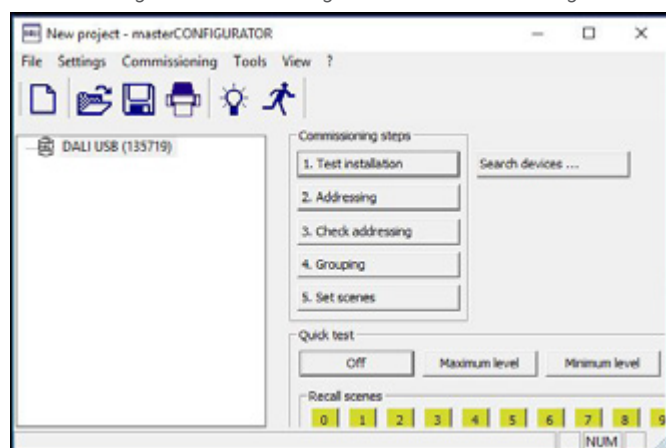 New project - masterCONFIGURATOR
File Settings Commissioning Tools View ?
DALI USB (135719)
Commissioning steps
1. Test installation
Search devices ...
2. Addressing
3. Check addressing
4. Grouping
5. Set scenes
Quick test
Off Maximum level Minimum level
Recall scenes
0 1 2 3 4 5 6 7 8 9
NUM